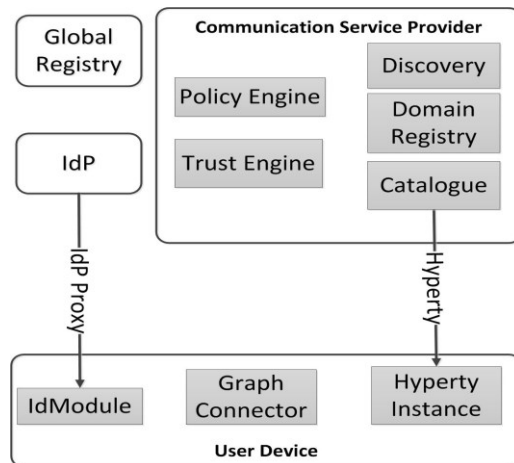 Global
Registry
Communication Service Provider
Discovery
Policy Engine
Domain
Registry
IdP
Trust Engine
Catalogue
IdP Proxy
Hyperty
IdModule
Graph
Connector
Hyperty
Instance
User Device